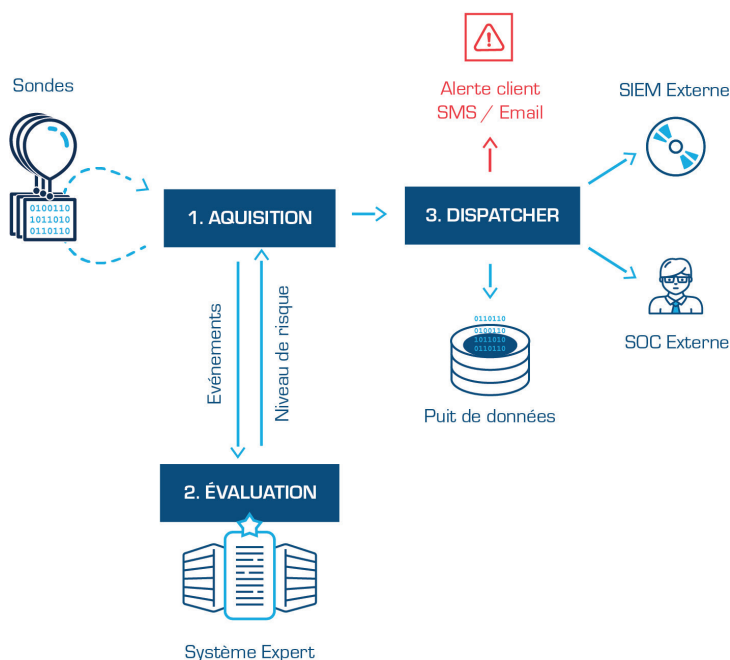 Sondes
0100110
1011010
0110110
1. AQUISITION
Alerte client
SMS / Email
3. DISPATCHER
SIEM Externe
SOC Externe
0110110
0100110
1011010
0110110
Puit de données
Evénements
Niveau de risque
2. ÉVALUATION
Système Expert